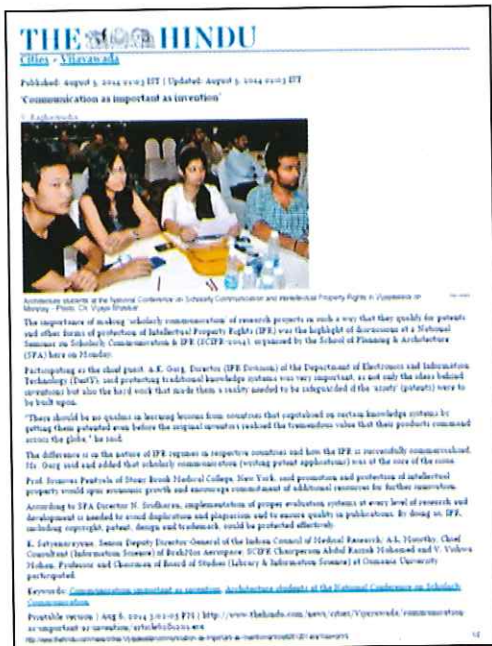 THE HINDU
Cities » Vijayawada
Published: August 5, 2014 01:03 IST | Updated: August 5, 2014 01:03 IST
'Communication as important as invention'
Architecture students at the National Conference on Scholarly Communication and Intellectual Property Rights in Vijayawada on
Monday - Photo: Ch. Vijaya Bhaskar
The importance of making 'scholarly communication' of research projects in such a way that they qualify for patents
and other forms of protection of Intellectual Property Rights (IPR) was the highlight of discussions at a National
Seminar on Scholarly Communication & IPR (SCIPR-2014), organised by the School of Planning & Architecture
(SPA) here on Monday.
Participating as the chief guest, A.K. Garg, Director (IPR Division) of the Department of Electronics and Information
Technology (DeitY), said protecting traditional knowledge systems was very important, as not only the ideas behind
inventions but also the hard work that made them a reality needed to be safeguarded if the 'assets' (patents) were to
be built upon.
"There should be no qualms in learning lessons from countries that capitalised on certain knowledge systems by
getting them patented even before the original inventors realised the tremendous value that their products command
across the globe," he said.
The difference is in the nature of IPR regimes in respective countries and how the IPR is successfully commercialised,
Mr. Garg said and added that scholarly communication (writing patent applications) was at the core of the issue.
Prof. Srinivas Pentyala of Stony Brook Medical College, New York, said promotion and protection of intellectual
property would spur economic growth and encourage commitment of additional resources for further innovation.
According to SPA Director N. Sridharan, implementation of proper evaluation systems at every level of research and
development is needed to avoid duplication and plagiarism and to ensure quality in publications. By doing so, IPR,
including copyright, patent, design and trademark, could be protected effectively.
K. Satyanarayana, Senior Deputy Director-General of the Indian Council of Medical Research, A.L. Moorthy, Chief
Consultant (Information Science) of BrahMos Aerospace, SCIPR Chairperson Abdul Razzak Mohamed and V. Vishwa
Mohan, Professor and Chairman of Board of Studies (Library & Information Science) at Osmania University
participated.
Keywords: Communication important as invention, Architecture students at the National Conference on Scholarly
Communication
Printable version | Aug 6, 2014 3:02:03 PM | http://www.thehindu.com/news/cities/Vijayawada/communication-
as-important-as-invention/article6281202.ece
1/2